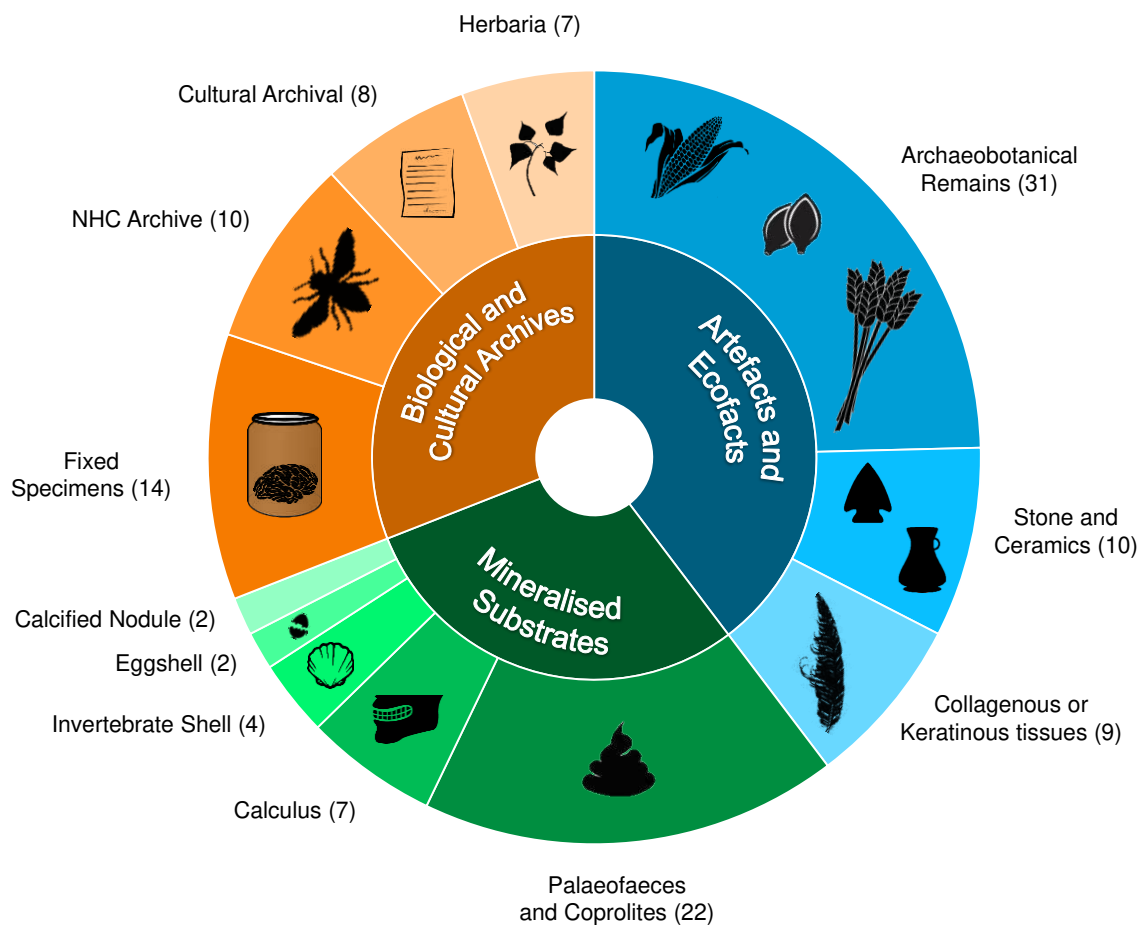 Herbaria (7)
Cultural Archival (8)
NHC Archive (10)
Fixed
Specimens (14)
Calcified Nodule (2)
Eggshell (2)
Invertebrate Shell (4)
Calculus (7)
Palaeofaeces
and Coprolites (22)
Collagenous or
Keratinous tissues (9)
Stone and
Ceramics (10)
Archaeobotanical
Remains (31)
Biological and
Cultural Archives
Artefacts and
Ecofacts
Mineralised
Substrates